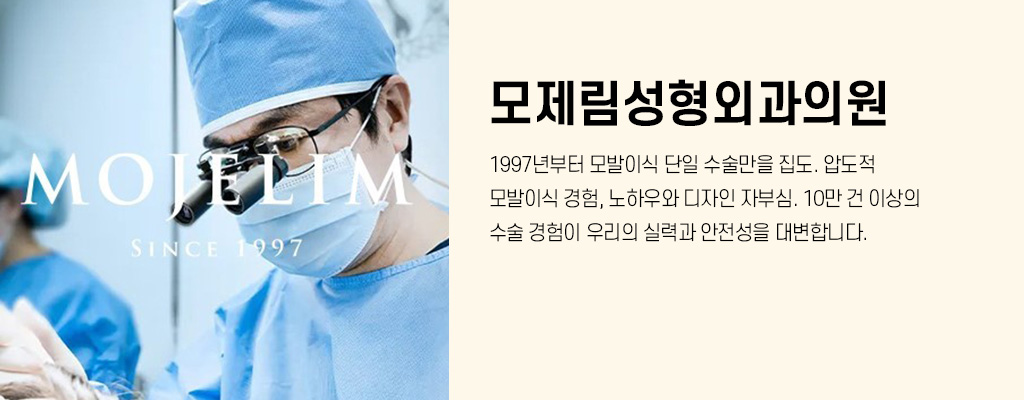 MOJELIM
SINCE 1997
모제림성형외과의원
1997년부터 모발이식 단일 수술만을 집도. 압도적
모발이식 경험, 노하우와 디자인 자부심. 10만 건 이상의
수술 경험이 우리의 실력과 안전성을 대변합니다.